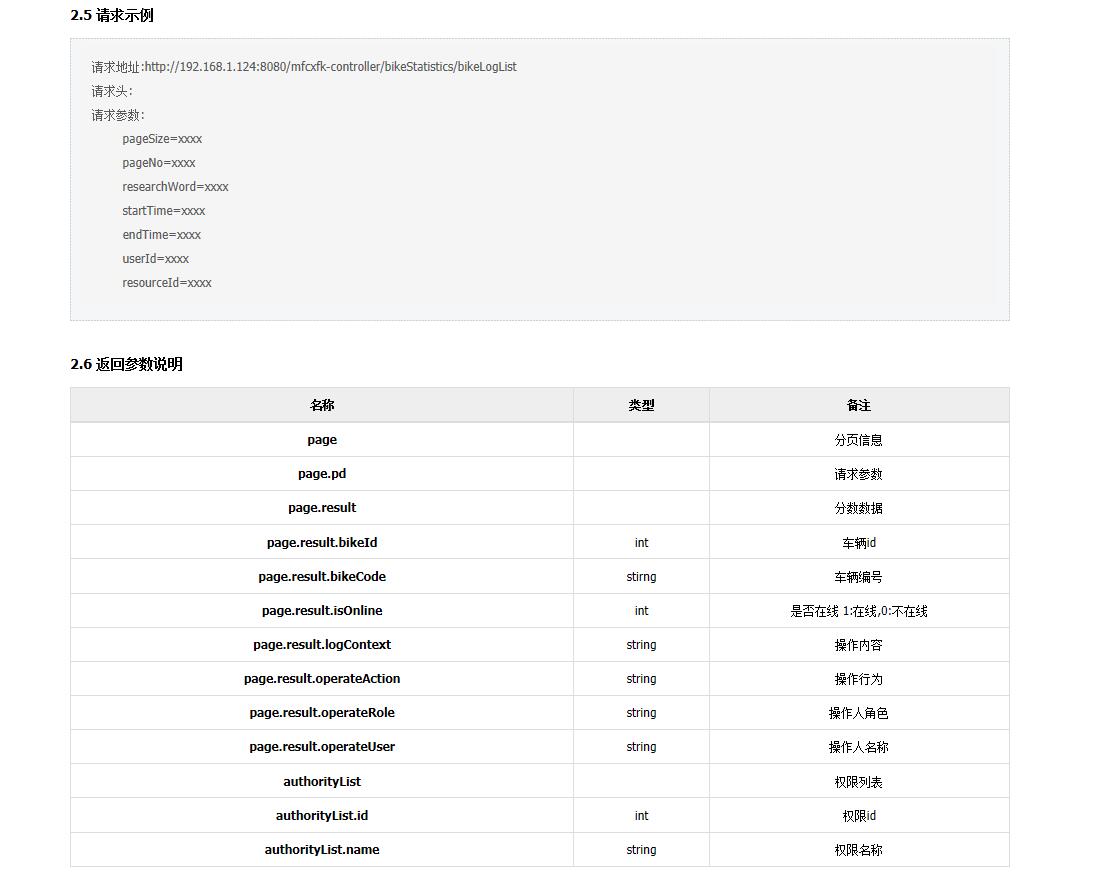 2.5 请求示例
请求地址:http://192.168.1.124:8080/mfcxfk-controller/bikeStatistics/bikeLogList
请求头:
请求参数:
pageSize=xxxx
pageNo=xxxx
researchWord=xxxx
startTime=xxxx
endTime=xxxx
userId=xxxx
resourceId=xxxx
2.6 返回参数说明
名称 类型 备注
page 分页信息
page.pd 请求参数
page.result 分数数据
page.result.bikeId int 车辆id
page.result.bikeCode stirng 车辆编号
page.result.isOnline int 是否在线 1:在线,0:不在线
page.result.logContext string 操作内容
page.result.operateAction string 操作行为
page.result.operateRole string 操作人角色
page.result.operateUser string 操作人名称
authorityList 权限列表
authorityList.id int 权限id
authorityList.name string 权限名称